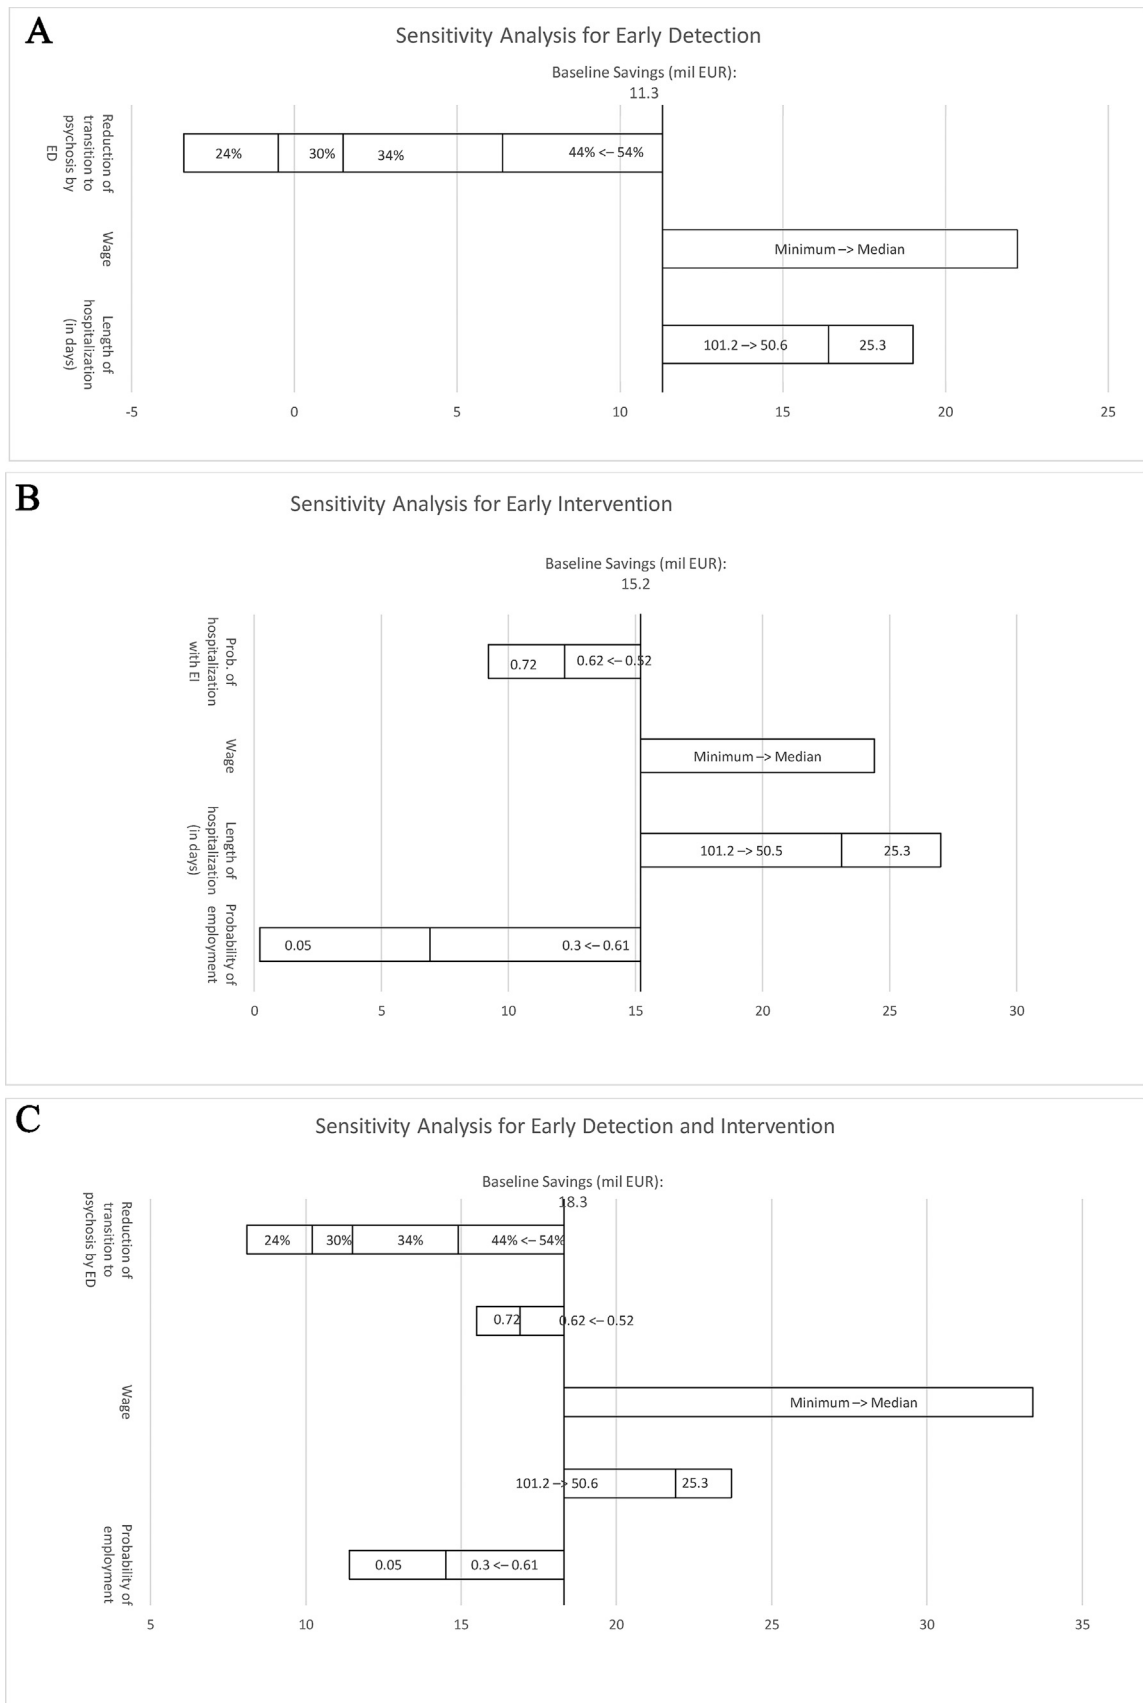 A
Sensitivity Analysis for Early Detection
Baseline Savings (mil EUR):
11.3
Reduction of
transition to
psychosis by
ED
24%
30%
34%
44% <– 54%
Wage
Minimum –> Median
Length of
hospitalization
(in days)
101.2 –> 50.6
25.3
-5
0
5
10
15
20
25
B
Sensitivity Analysis for Early Intervention
Baseline Savings (mil EUR):
15.2
Prob. of
hospitalization
with EI
0.72
0.62 <– 0.52
Wage
Minimum –> Median
Length of
hospitalization
(in days)
101.2 –> 50.5
25.3
Probability of
employment
0.05
0.3 <– 0.61
0
5
10
15
20
25
30
C
Sensitivity Analysis for Early Detection and Intervention
Baseline Savings (mil EUR):
18.3
Reduction of
transition to
psychosis by ED
24%
30%
34%
44% <– 54%
0.72
0.62 <– 0.52
Wage
Minimum –> Median
101.2 –> 50.6
25.3
Probability of
employment
0.05
0.3 <– 0.61
5
10
15
20
25
30
35